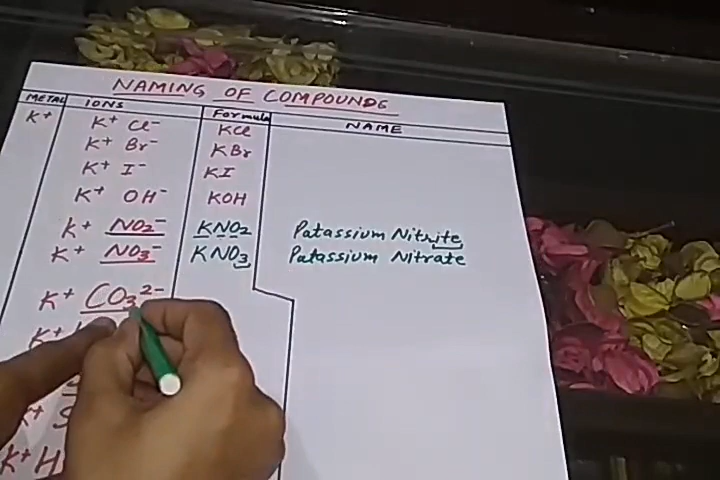 NAMING OF COMPOUNDS
METAL IONS Formula NAME
K⁺ K⁺ Cl⁻ KCl
K⁺ Br⁻ KBr
K⁺ I⁻ KI
K⁺ OH⁻ KOH
K⁺ NO₂⁻ KNO₂ Patassium Nitrite
K⁺ NO₃⁻ KNO₃ Patassium Nitrate
K⁺ CO₃²⁻
K⁺
K⁺ S
K⁺ H